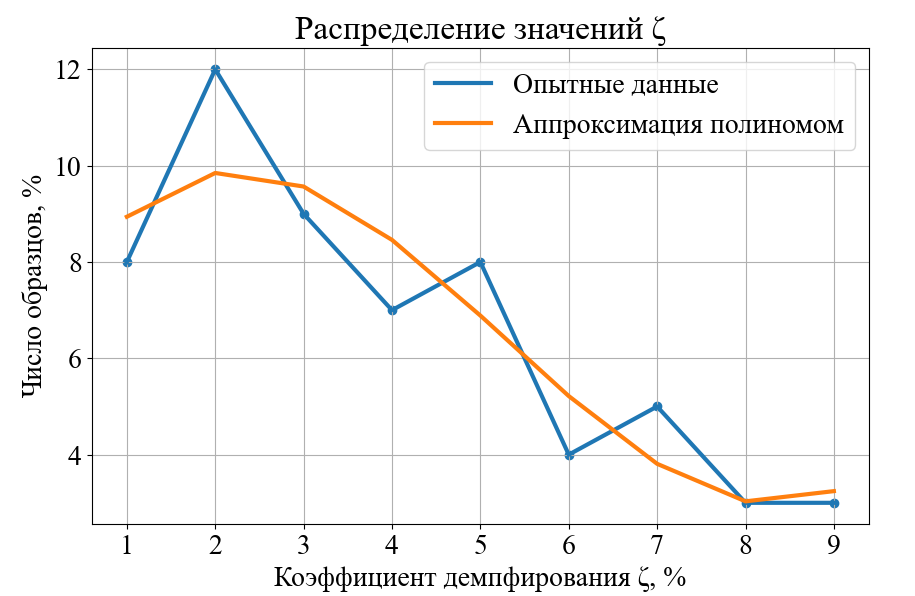 Распределение значений ζ
Опытные данные
Аппроксимация полиномом
Число образцов, %
12
10
8
6
4
1 2 3 4 5 6 7 8 9
Коэффициент демпфирования ζ, %